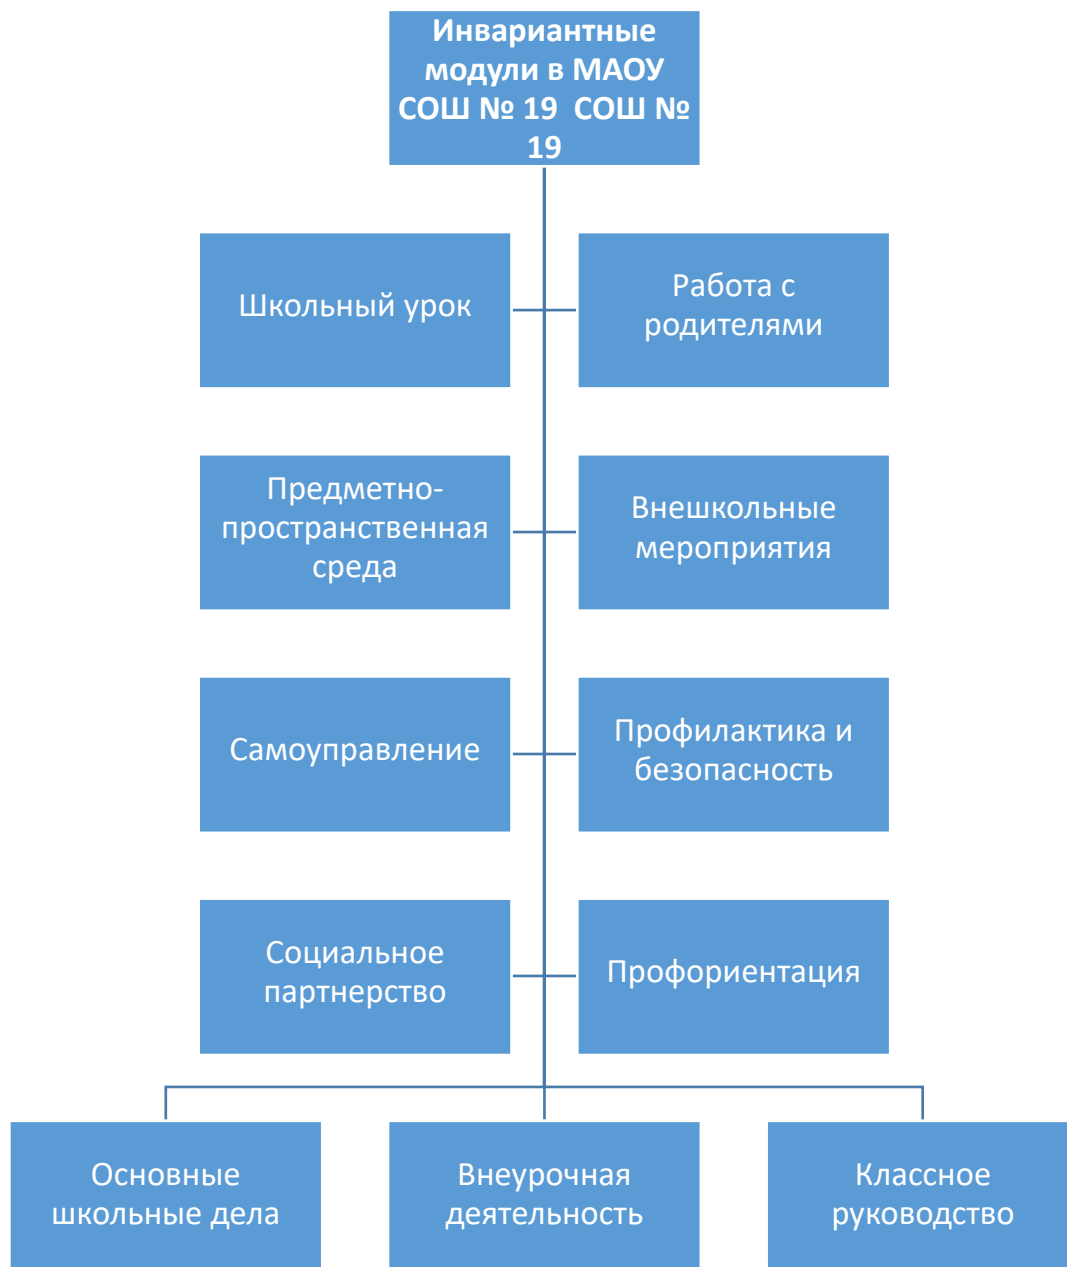 Инвариантные
модули в МАОУ
СОШ № 19  СОШ №
19
Школьный урок
Работа с
родителями
Предметно-
пространственная
среда
Внешкольные
мероприятия
Самоуправление
Профилактика и
безопасность
Социальное
партнерство
Профориентация
Основные
школьные дела
Внеурочная
деятельность
Классное
руководство